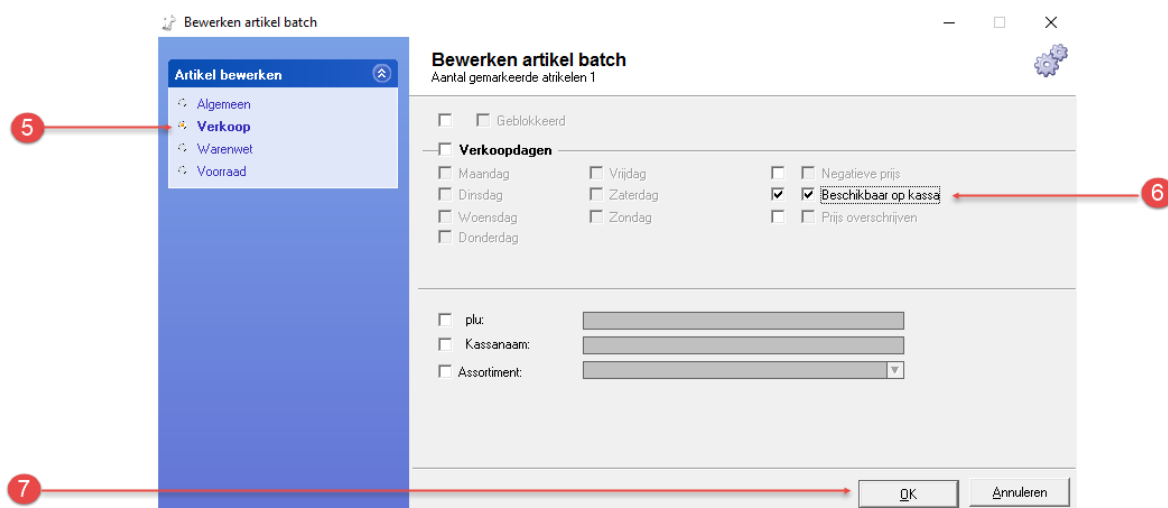 Bewerken artikel batch
Artikel bewerken
Algemeen
5
Verkoop
Warenwet
Voorraad
Bewerken artikel batch
Aantal gemarkeerde atrikelen 1
Geblokkeerd
Verkoopdagen
Maandag Vrijdag Negatieve prijs
Dinsdag Zaterdag Beschikbaar op kassa 6
Woensdag Zondag Prijs overschrijven
Donderdag
plu:
Kassanaam:
Assortiment:
7 OK Annuleren